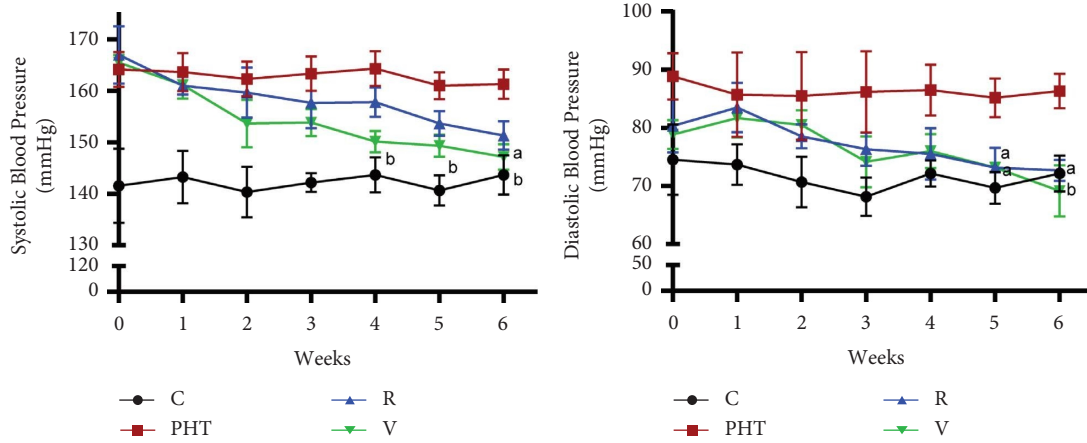 Systolic Blood Pressure
(mmHg)
170
160
150
140
130
120
0
b
b
a
b
0 1 2 3 4 5 6
Weeks
C
PHT
R
V
Diastolic Blood Pressure
(mmHg)
100
90
80
70
60
50
0
a
a
a
a
b
0 1 2 3 4 5 6
Weeks
C
PHT
R
V